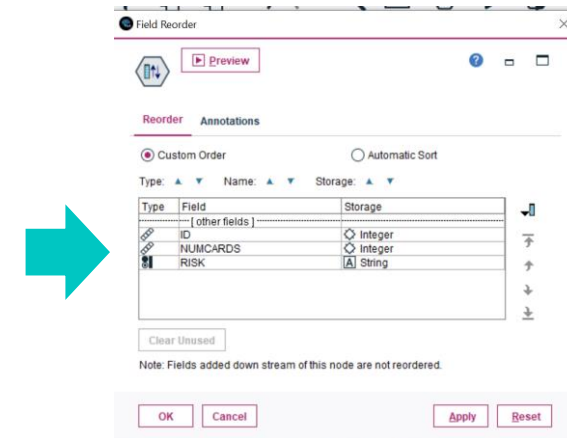 Field Reorder
Preview
Reorder Annotations
Custom Order Automatic Sort
Type: Name: Storage:
Type Field Storage
[ other fields ]
ID Integer
NUMCARDS Integer
RISK A String
Clear Unused
Note: Fields added down stream of this node are not reordered.
OK Cancel Apply Reset